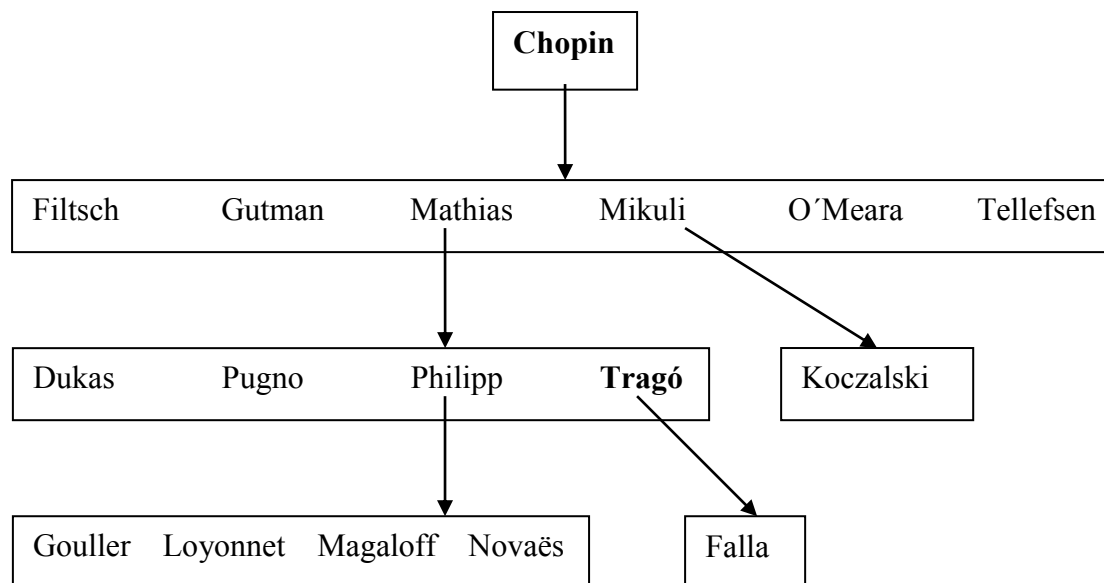 Chopin
Filtsch Gutman Mathias Mikuli O´Meara Tellefsen
Dukas Pugno Philipp Tragó Koczalski
Gouller Loyonnet Magaloff Novaës Falla